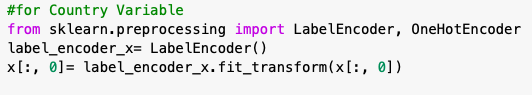 #for Country Variable
from sklearn.preprocessing import LabelEncoder, OneHotEncoder
label_encoder_x= LabelEncoder()
x[:, 0]= label_encoder_x.fit_transform(x[:, 0])